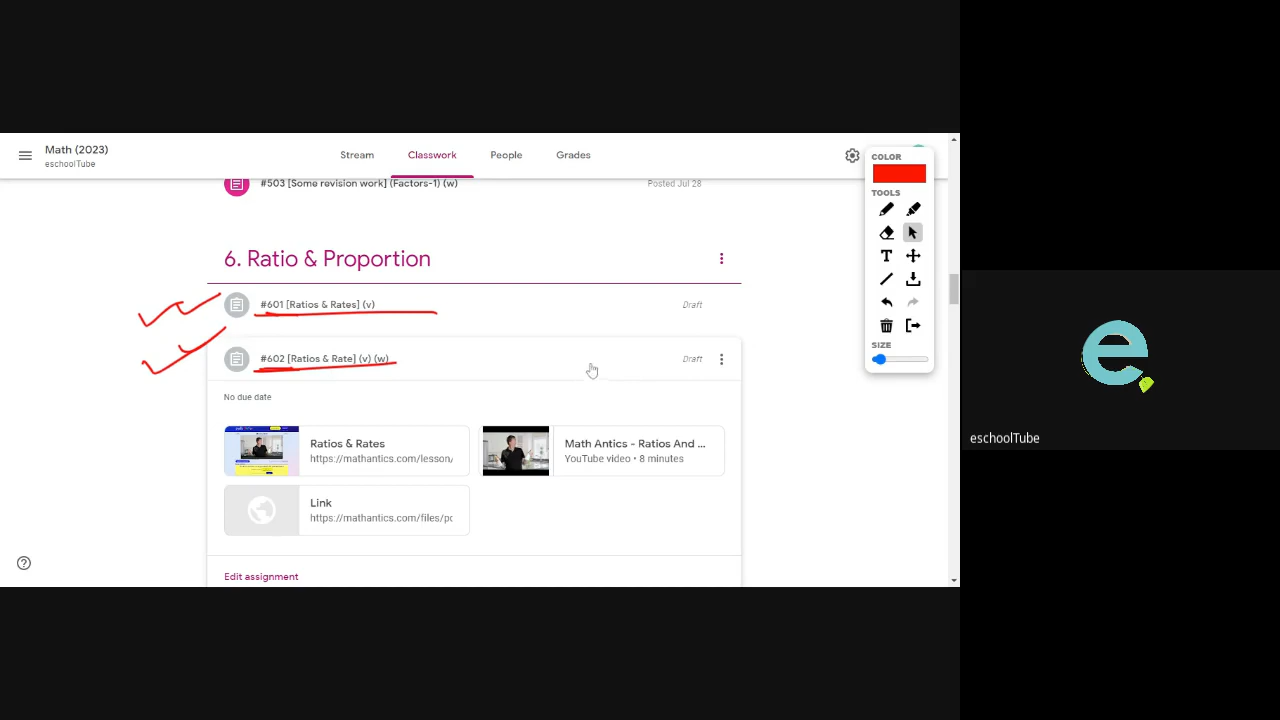 Math (2023)
eschoolTube
Stream
Classwork
People
Grades
#503 [Some revision work] (Factors-1) (w)
Posted Jul 28
6. Ratio & Proportion
#601 [Ratios & Rates] (v)
Draft
#602 [Ratios & Rate] (v) (w)
Draft
No due date
Ratios & Rates
https://mathantics.com/lesson/
Math Antics - Ratios And ...
YouTube video • 8 minutes
Link
https://mathantics.com/files/pc
Edit assignment
COLOR
TOOLS
T
SIZE
e
eschoolTube